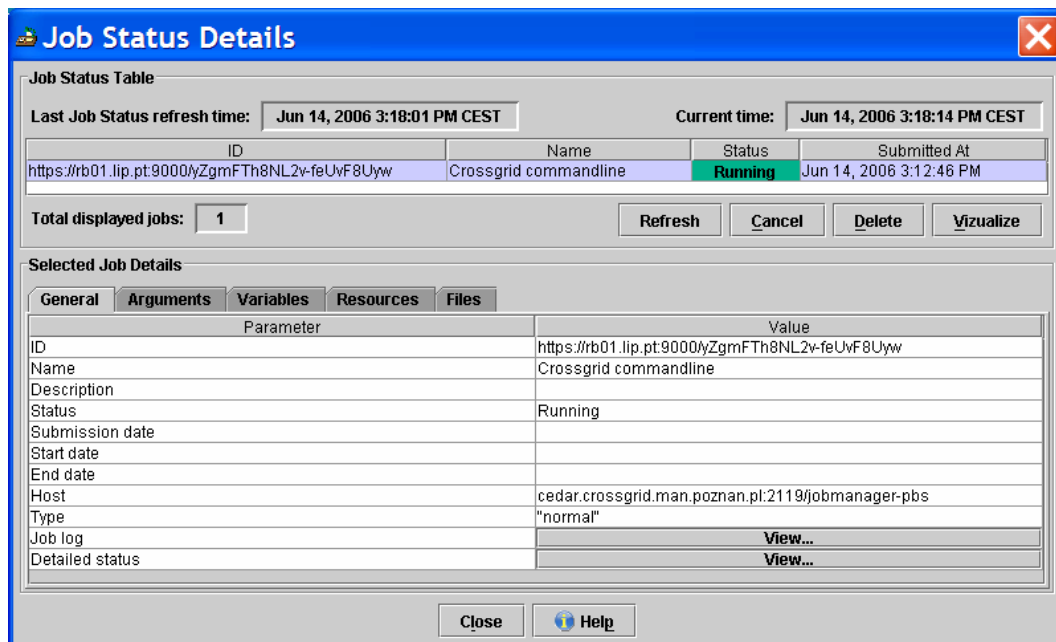 Job Status Details
Job Status Table
Last Job Status refresh time: Jun 14, 2006 3:18:01 PM CEST Current time: Jun 14, 2006 3:18:14 PM CEST
ID Name Status Submitted At
https://rb01.lip.pt:9000/yZgmFTh8NL2v-feUvF8Uyw Crossgrid commandline Running Jun 14, 2006 3:12:46 PM
Total displayed jobs: 1 Refresh Cancel Delete Vizualize
Selected Job Details
General Arguments Variables Resources Files
Parameter Value
ID https://rb01.lip.pt:9000/yZgmFTh8NL2v-feUvF8Uyw
Name Crossgrid commandline
Description
Status Running
Submission date
Start date
End date
Host cedar.crossgrid.man.poznan.pl:2119/jobmanager-pbs
Type "normal"
Job log View...
Detailed status View...
Close Help